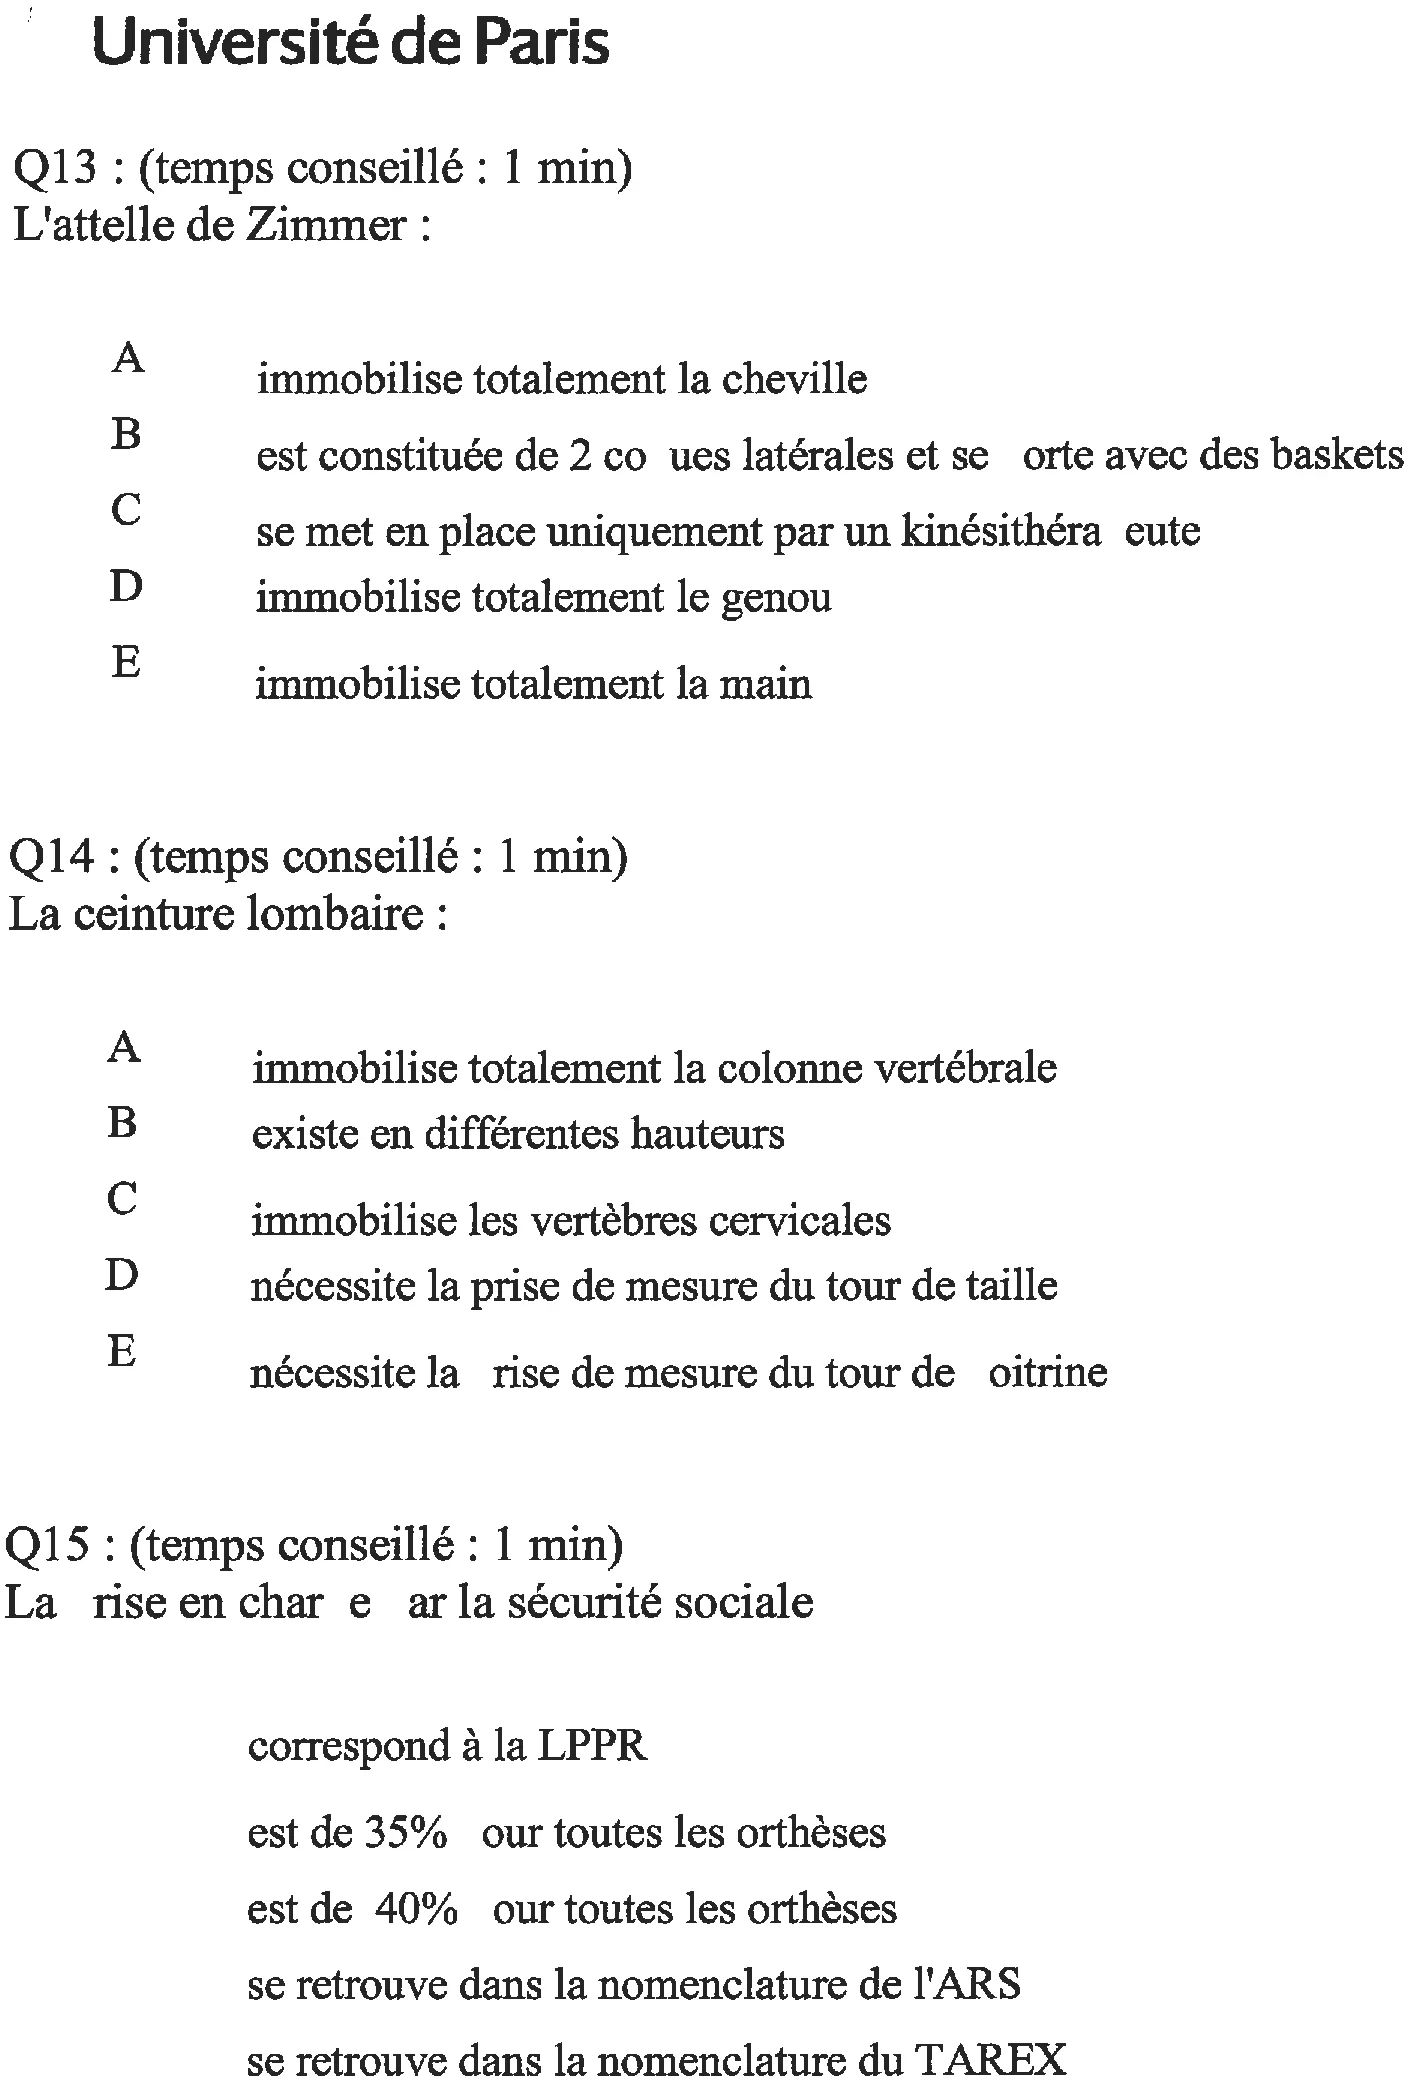 Université de Paris
Q13 : (temps conseillé : 1 min)
L'attelle de Zimmer :
A immobilise totalement la cheville
B est constituée de 2 co ues latérales et se orte avec des baskets
C se met en place uniquement par un kinésithéra eute
D immobilise totalement le genou
E immobilise totalement la main
Q14 : (temps conseillé : 1 min)
La ceinture lombaire :
A immobilise totalement la colonne vertébrale
B existe en différentes hauteurs
C immobilise les vertèbres cervicales
D nécessite la prise de mesure du tour de taille
E nécessite la rise de mesure du tour de oitrine
Q15 : (temps conseillé : 1 min)
La rise en char e ar la sécurité sociale
correspond à la LPPR
est de 35% our toutes les orthèses
est de 40% our toutes les orthèses
se retrouve dans la nomenclature de l'ARS
se retrouve dans la nomenclature du TAREX